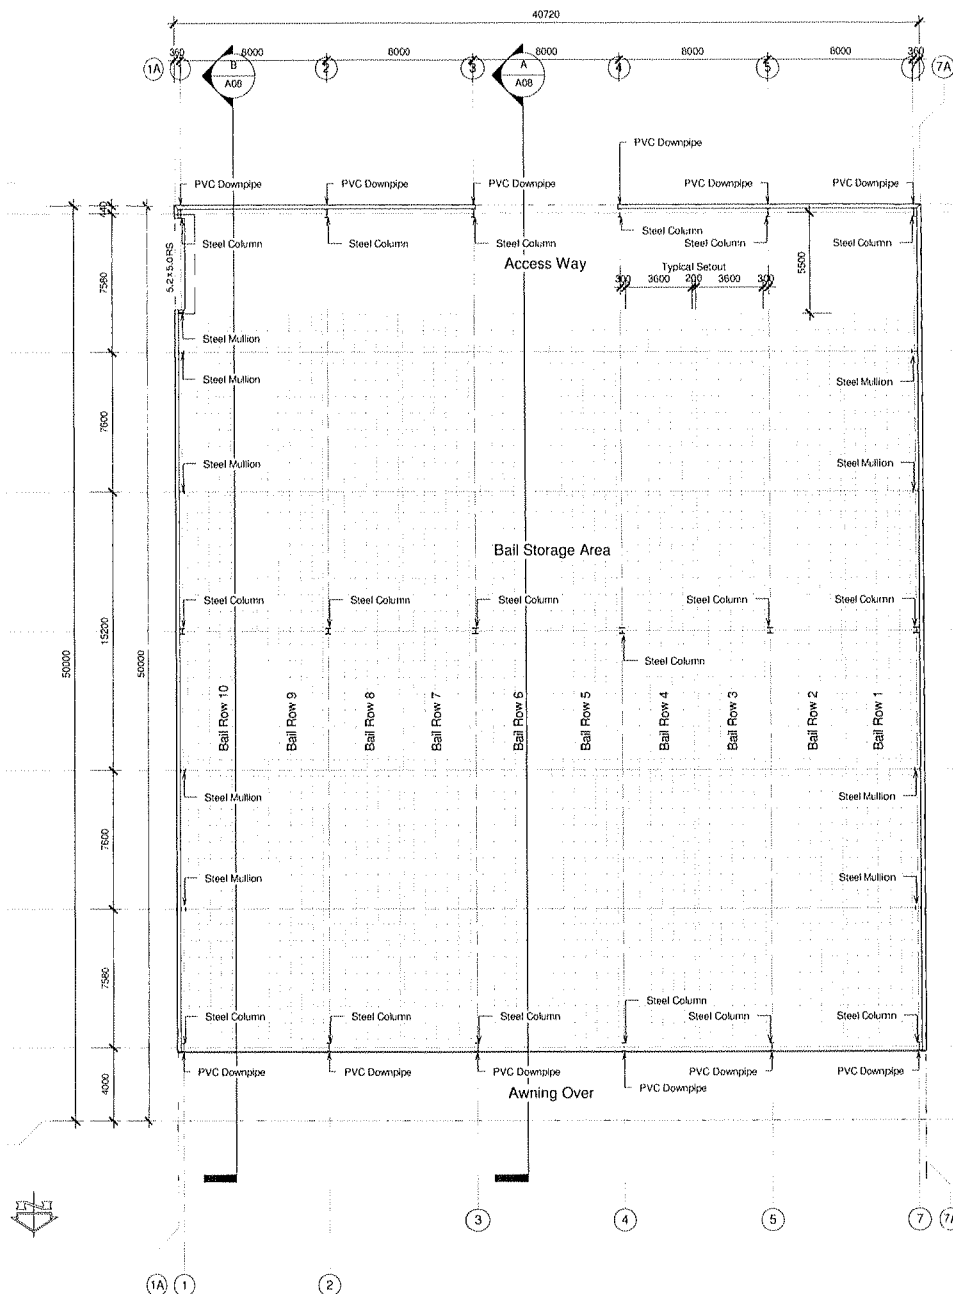 40720
360 8000 8000 8000 8000 8000 360
1A 2 3 4 5 7 7A
B
A08
A
A08
PVC Downpipe
PVC Downpipe PVC Downpipe PVC Downpipe PVC Downpipe PVC Downpipe
Steel Column
Steel Column Steel Column Steel Column Steel Column Steel Column
Access Way
Typical Setout
300 3600 200 3600 300
5500
5.2 x 5.0 RS
7560
Steel Mullion
Steel Mullion Steel Mullion
7600
Steel Mullion Steel Mullion
Bail Storage Area
Steel Column Steel Column Steel Column Steel Column Steel Column
Steel Column
15200
50000 50000
Bail Row 10 Bail Row 9 Bail Row 8 Bail Row 7 Bail Row 6 Bail Row 5 Bail Row 4 Bail Row 3 Bail Row 2 Bail Row 1
Steel Mullion Steel Mullion
7600
Steel Mullion Steel Mullion
7580
Steel Column
Steel Column Steel Column Steel Column Steel Column Steel Column
PVC Downpipe PVC Downpipe PVC Downpipe PVC Downpipe PVC Downpipe
PVC Downpipe
4000
Awning Over
3 4 5 7 7A
1A 1 2